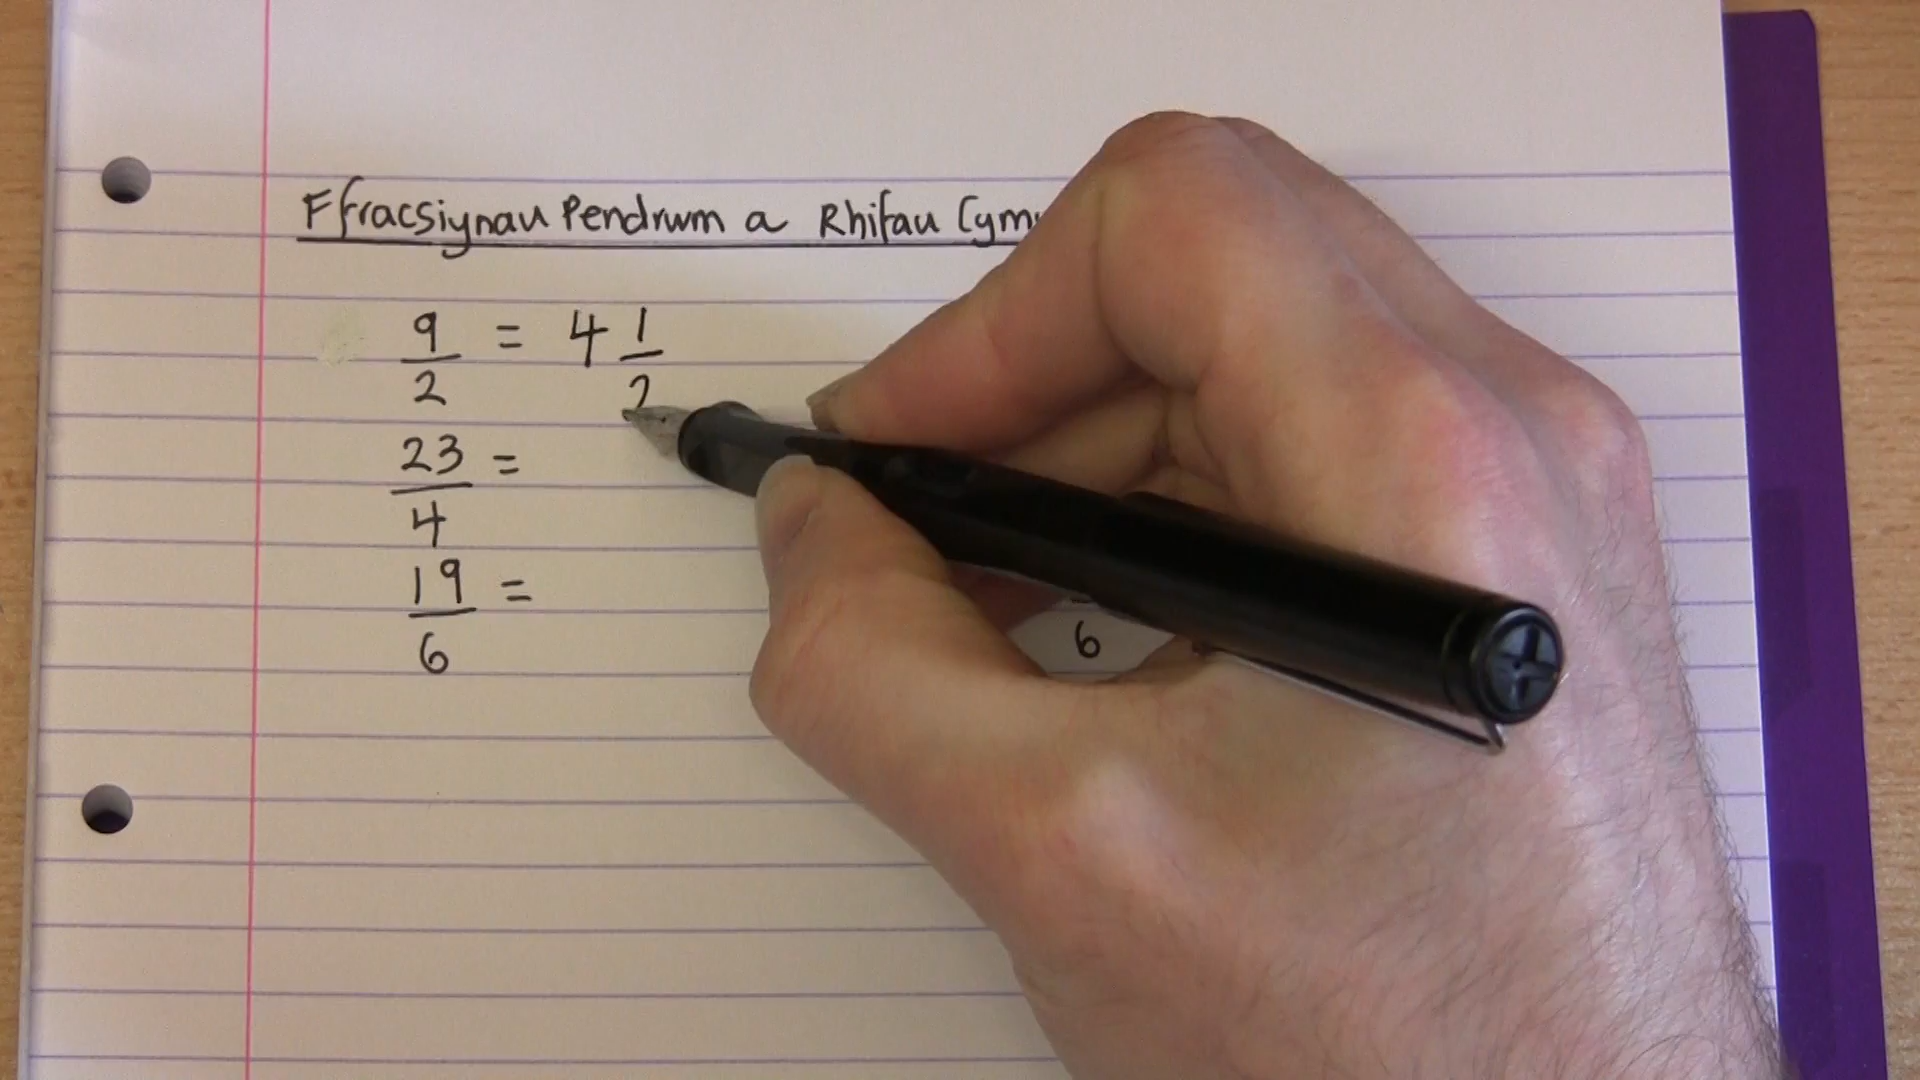 Ffracsiynau Pendrwm a Rhifau
9/2 = 4 1/2
23/4 =
19/6 =
6